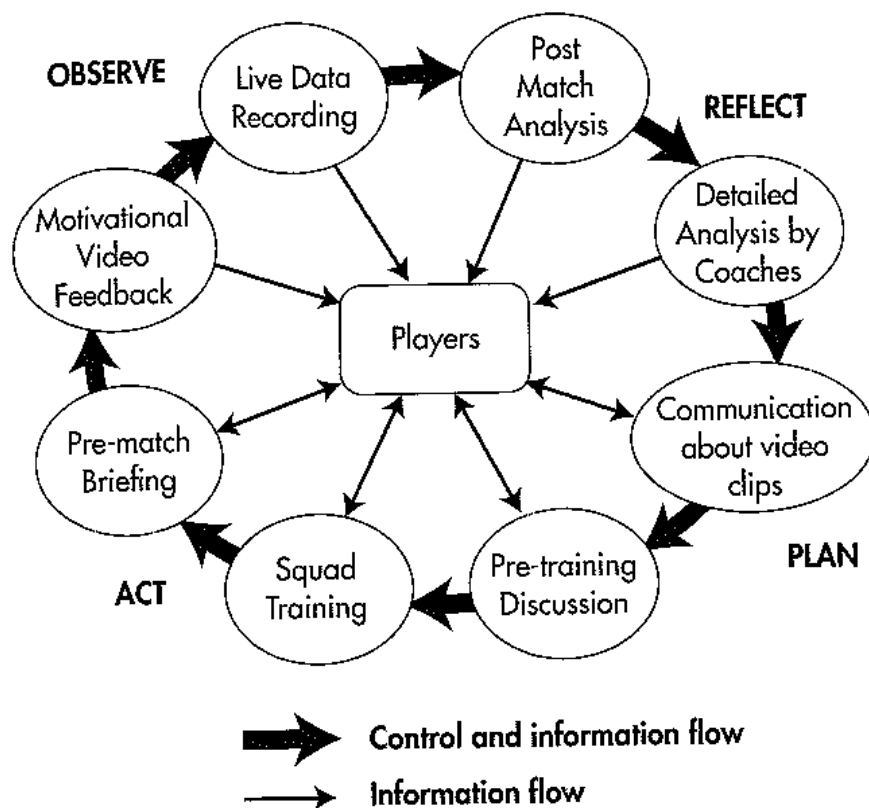 OBSERVE
Live Data
Recording
Post
Match
Analysis
REFLECT
Motivational
Video
Feedback
Detailed
Analysis by
Coaches
Players
Pre-match
Briefing
Communication
about video
clips
ACT
Squad
Training
Pre-training
Discussion
PLAN
Control and information flow
Information flow